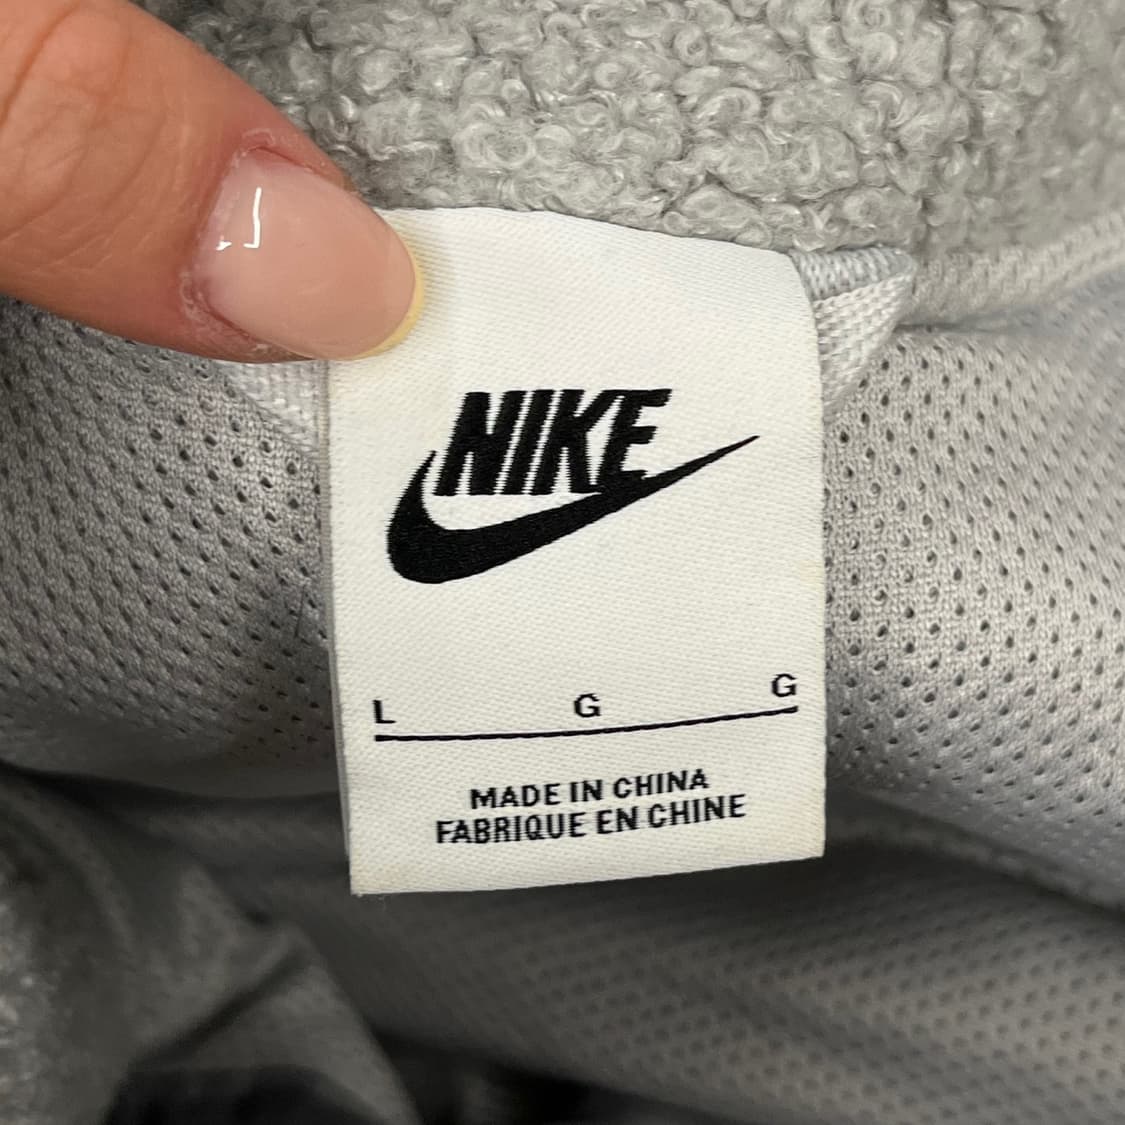 NIKE
L G G
MADE IN CHINA
FABRIQUE EN CHINE